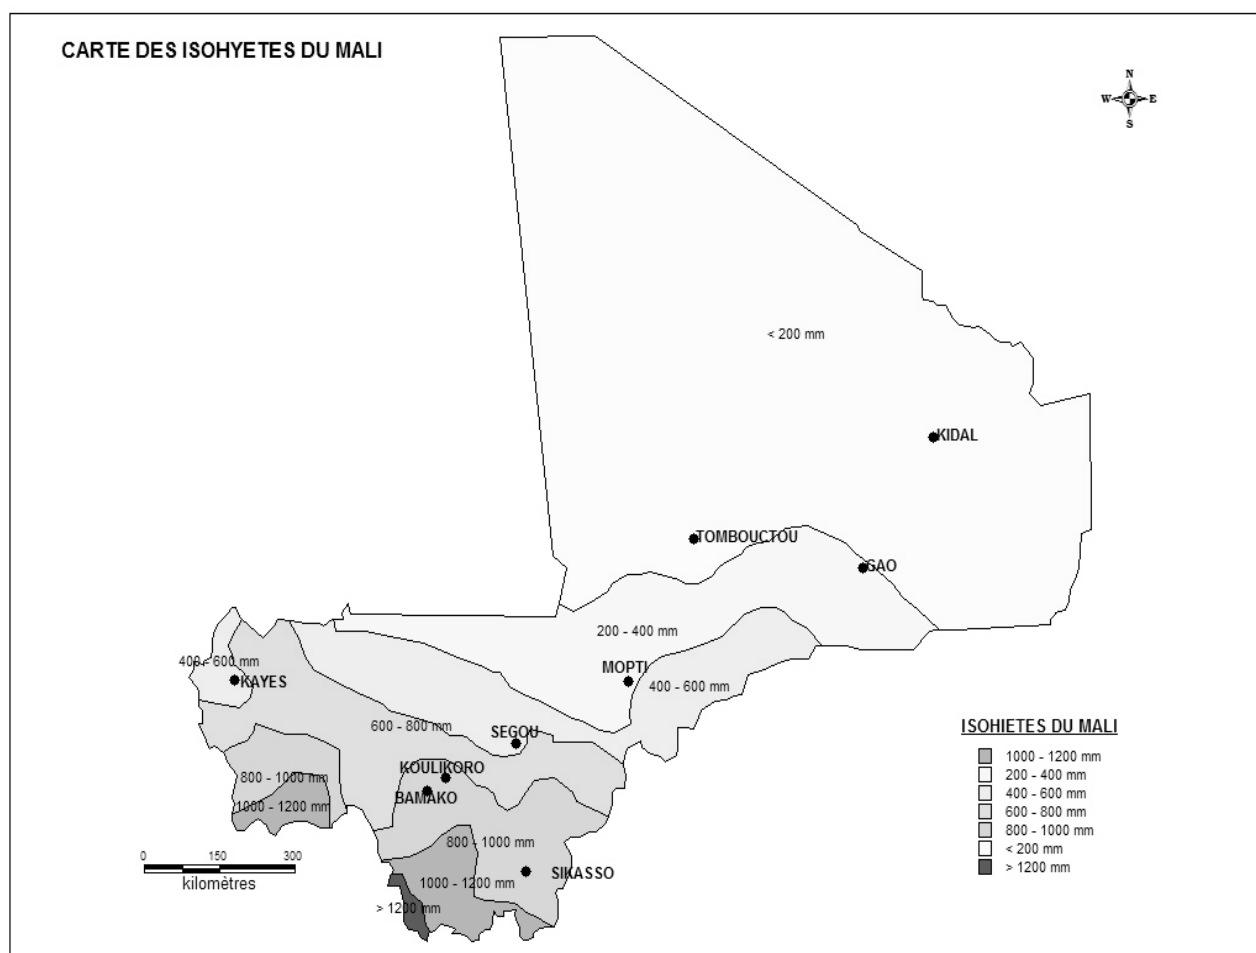 CARTE DES ISOHYETES DU MALI
N
W E
S
< 200 mm
KIDAL
TOMBOUCTOU
GAO
200 - 400 mm
400 - 600 mm
MOPTI
KAYES
400 - 600 mm
600 - 800 mm
SEGOU
ISOHIETES DU MALI
1000 - 1200 mm
200 - 400 mm
400 - 600 mm
600 - 800 mm
800 - 1000 mm
< 200 mm
> 1200 mm
KOULIKORO
800 - 1000 mm
BAMAKO
1000 - 1200 mm
800 - 1000 mm
0 150 300
kilomètres
SIKASSO
1000 - 1200 mm
> 1200 mm